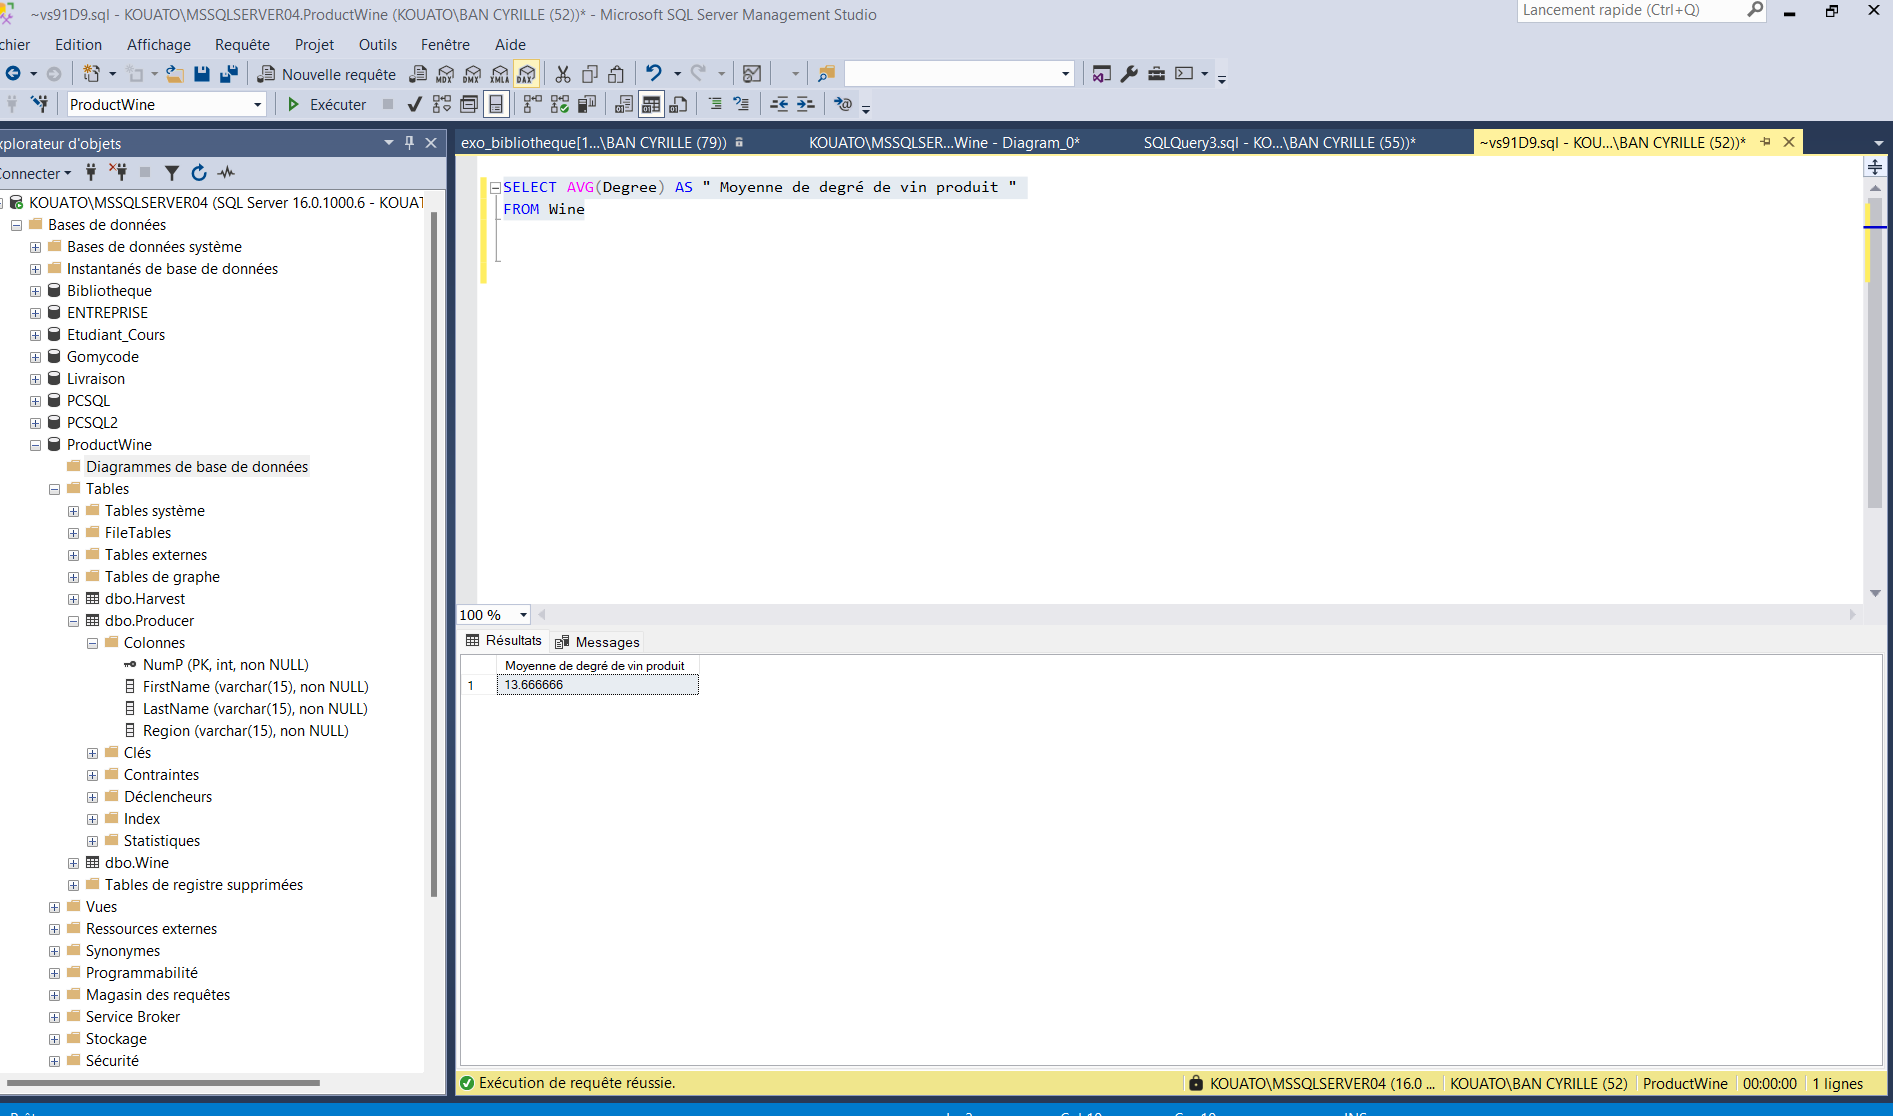 ~vs91D9.sql - KOUATO\MSSQLSERVER04.ProductWine (KOUATO\BAN CYRILLE (52))* - Microsoft SQL Server Management Studio
Lancement rapide (Ctrl+Q)
chier Edition Affichage Requête Projet Outils Fenêtre Aide
Nouvelle requête MDX DMX XMLA DAX
ProductWine Exécuter
xplorateur d'objets
exo_bibliotheque[1...\BAN CYRILLE (79)) KOUATO\MSSQLSER...Wine - Diagram_0* SQLQuery3.sql - KO...\BAN CYRILLE (55))* ~vs91D9.sql - KOU...\BAN CYRILLE (52))*
Connecter
KOUATO\MSSQLSERVER04 (SQL Server 16.0.1000.6 - KOUAT
Bases de données
Bases de données système
Instantanés de base de données
Bibliotheque
ENTREPRISE
Etudiant_Cours
Gomycode
Livraison
PCSQL
PCSQL2
ProductWine
Diagrammes de base de données
Tables
Tables système
FileTables
Tables externes
Tables de graphe
dbo.Harvest
dbo.Producer
Colonnes
NumP (PK, int, non NULL)
FirstName (varchar(15), non NULL)
LastName (varchar(15), non NULL)
Region (varchar(15), non NULL)
Clés
Contraintes
Déclencheurs
Index
Statistiques
dbo.Wine
Tables de registre supprimées
Vues
Ressources externes
Synonymes
Programmabilité
Magasin des requêtes
Service Broker
Stockage
Sécurité
SELECT AVG(Degree) AS " Moyenne de degré de vin produit "
FROM Wine
100 %
Résultats Messages
Moyenne de degré de vin produit
1 13.666666
Exécution de requête réussie. KOUATO\MSSQLSERVER04 (16.0 ... KOUATO\BAN CYRILLE (52) ProductWine 00:00:00 1 lignes